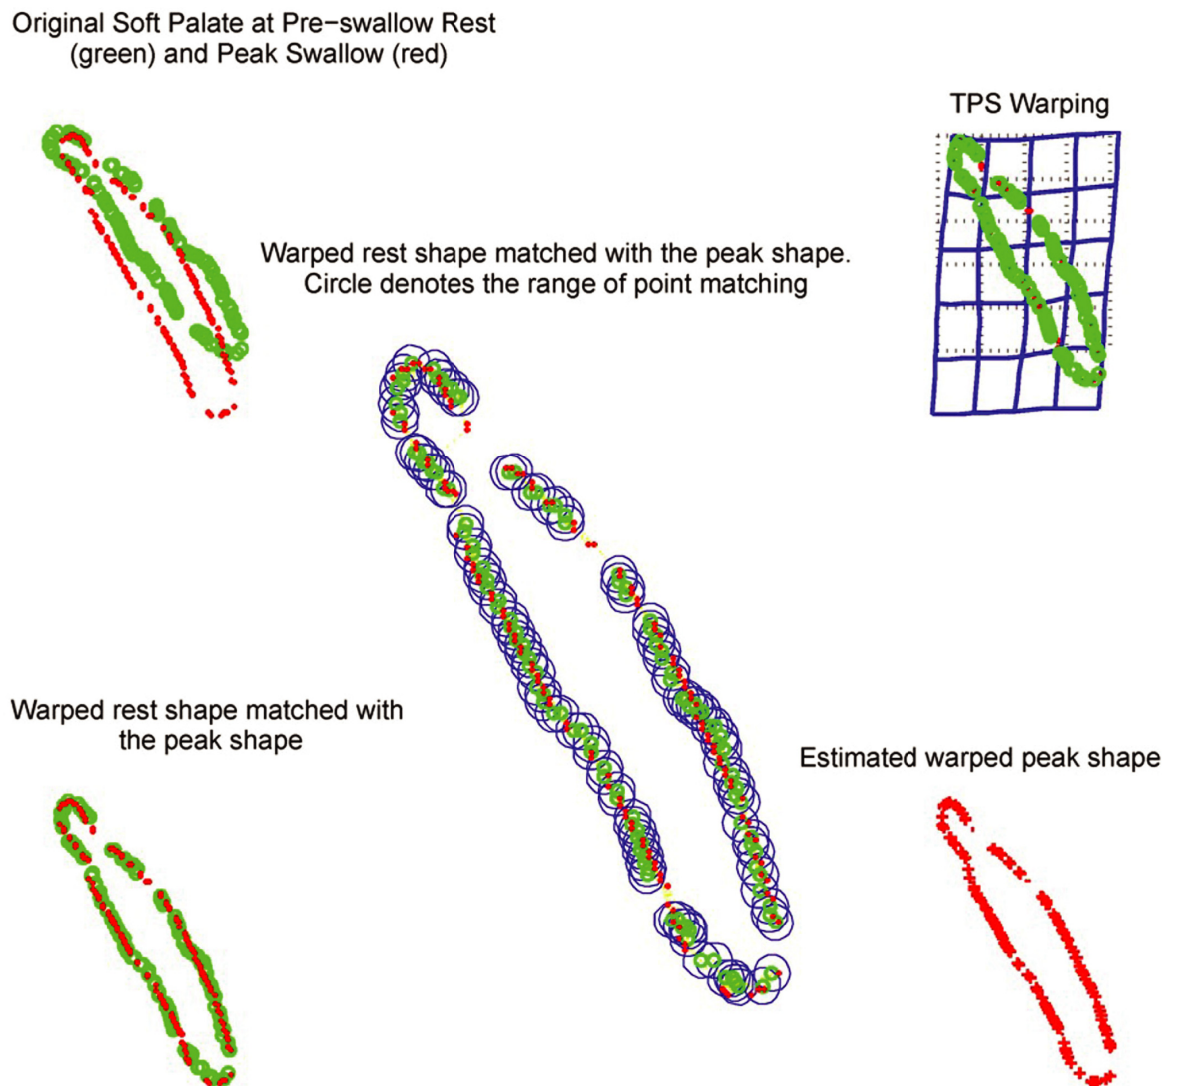 Original Soft Palate at Pre−swallow Rest
(green) and Peak Swallow (red)
TPS Warping
Warped rest shape matched with the peak shape.
Circle denotes the range of point matching
Warped rest shape matched with
the peak shape
Estimated warped peak shape